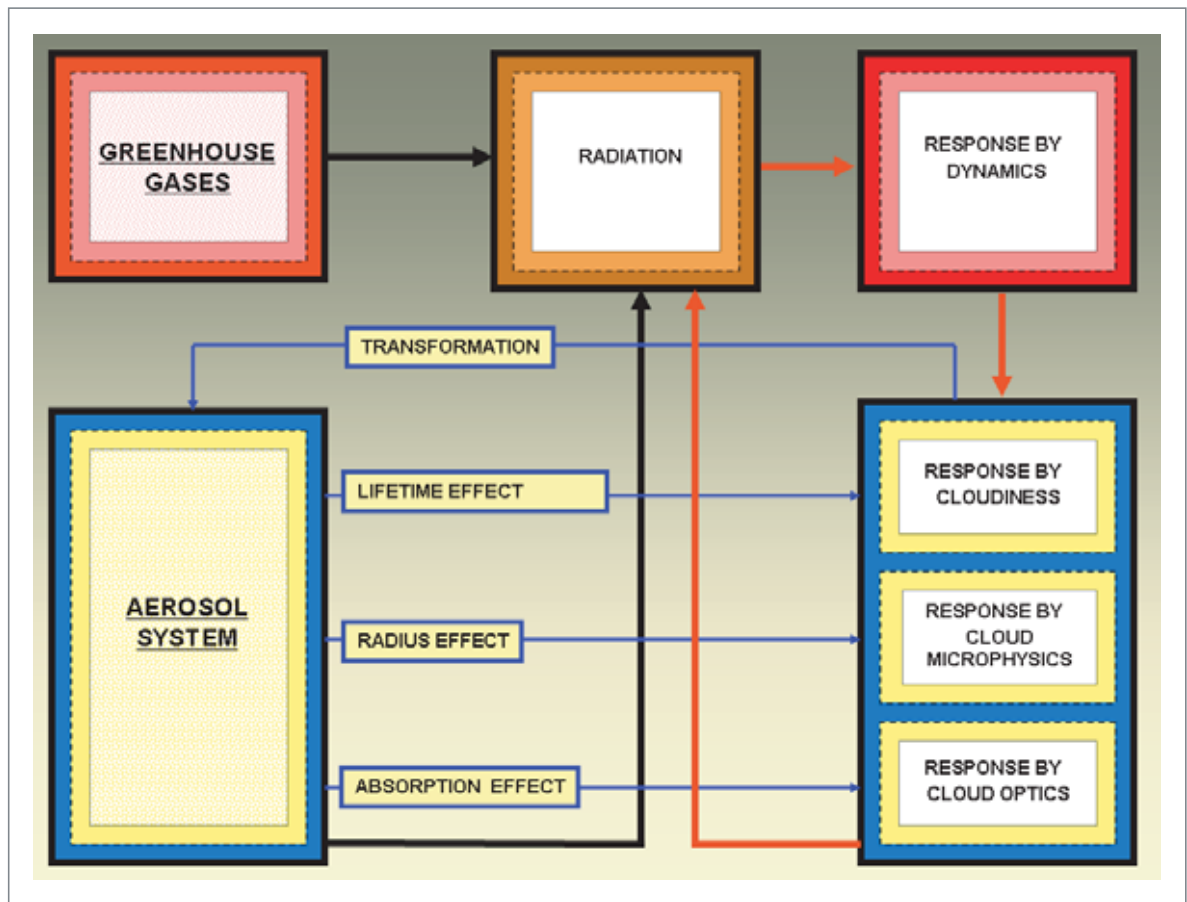 GREENHOUSE
GASES
RADIATION
RESPONSE BY
DYNAMICS
TRANSFORMATION
AEROSOL
SYSTEM
LIFETIME EFFECT
RADIUS EFFECT
ABSORPTION EFFECT
RESPONSE BY
CLOUDINESS
RESPONSE BY
CLOUD
MICROPHYSICS
RESPONSE BY
CLOUD OPTICS